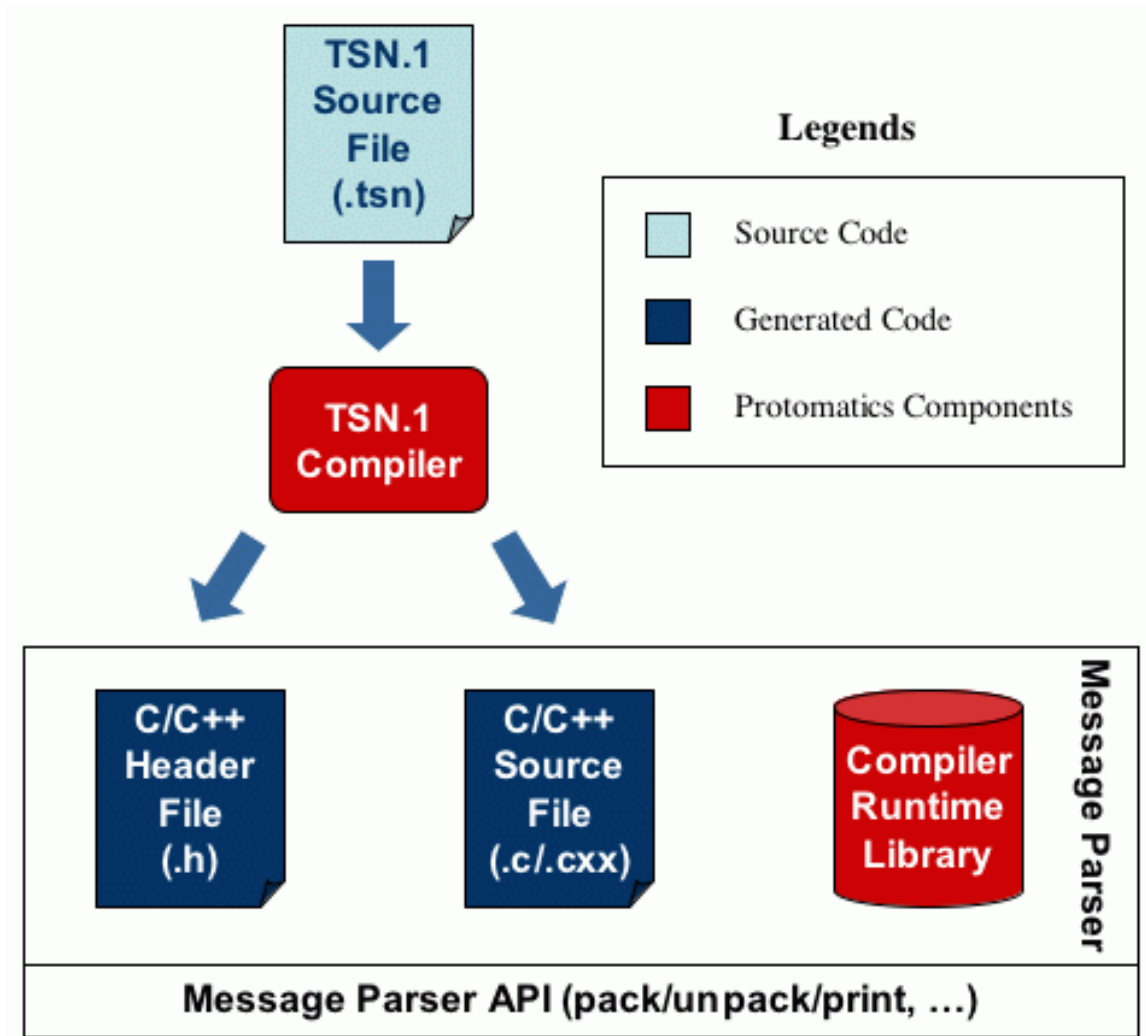 TSN.1
Source
File
(.tsn)
Legends
Source Code
Generated Code
Protomatics Components
TSN.1
Compiler
C/C++
Header
File
(.h)
C/C++
Source
File
(.c/.cxx)
Compiler
Runtime
Library
Message Parser
Message Parser API (pack/unpack/print, ...)